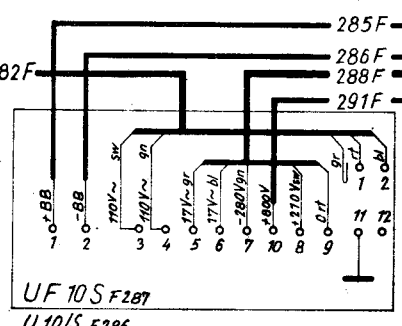 285F
286F
82F
288F
291F
sw
gn
gr
rt
bl
1
2
+BB
-BB
110V~
110V~
17V~ gr
17V~ bl
-280V gn
+800V
+210V sw
0 rt
11
12
1
2
3
4
5
6
7
10
8
9
UF 10S F287
U 10/S F286